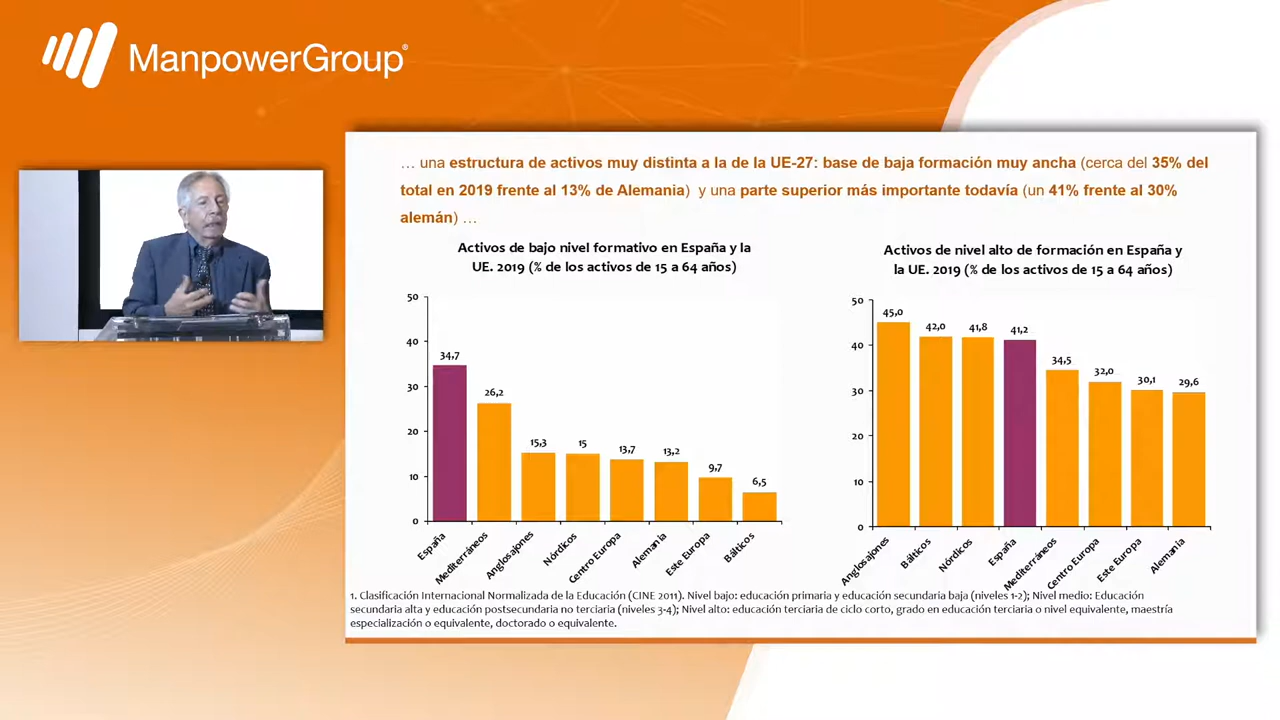 ManpowerGroup®
… una estructura de activos muy distinta a la de la UE-27: base de baja formación muy ancha (cerca del 35% del
total en 2019 frente al 13% de Alemania) y una parte superior más importante todavía (un 41% frente al 30%
alemán) …
Activos de bajo nivel formativo en España y la
UE. 2019 (% de los activos de 15 a 64 años)
50
40
30
20
10
0
34,7
26,2
15,3
15
13,7
13,2
9,7
6,5
España
Mediterráneos
Anglosajones
Nórdicos
Centro Europa
Alemania
Este Europa
Bálticos
Activos de nivel alto de formación en España y
la UE. 2019 (% de los activos de 15 a 64 años)
50
40
30
20
10
0
45,0
42,0
41,8
41,2
34,5
32,0
30,1
29,6
Anglosajones
Bálticos
Nórdicos
España
Mediterráneos
Centro Europa
Este Europa
Alemania
1. Clasificación Internacional Normalizada de la Educación (CINE 2011). Nivel bajo: educación primaria y educación secundaria baja (niveles 1-2); Nivel medio: Educación
secundaria alta y educación postsecundaria no terciaria (niveles 3-4); Nivel alto: educación terciaria de ciclo corto, grado en educación terciaria o nivel equivalente, maestría
especialización o equivalente, doctorado o equivalente.